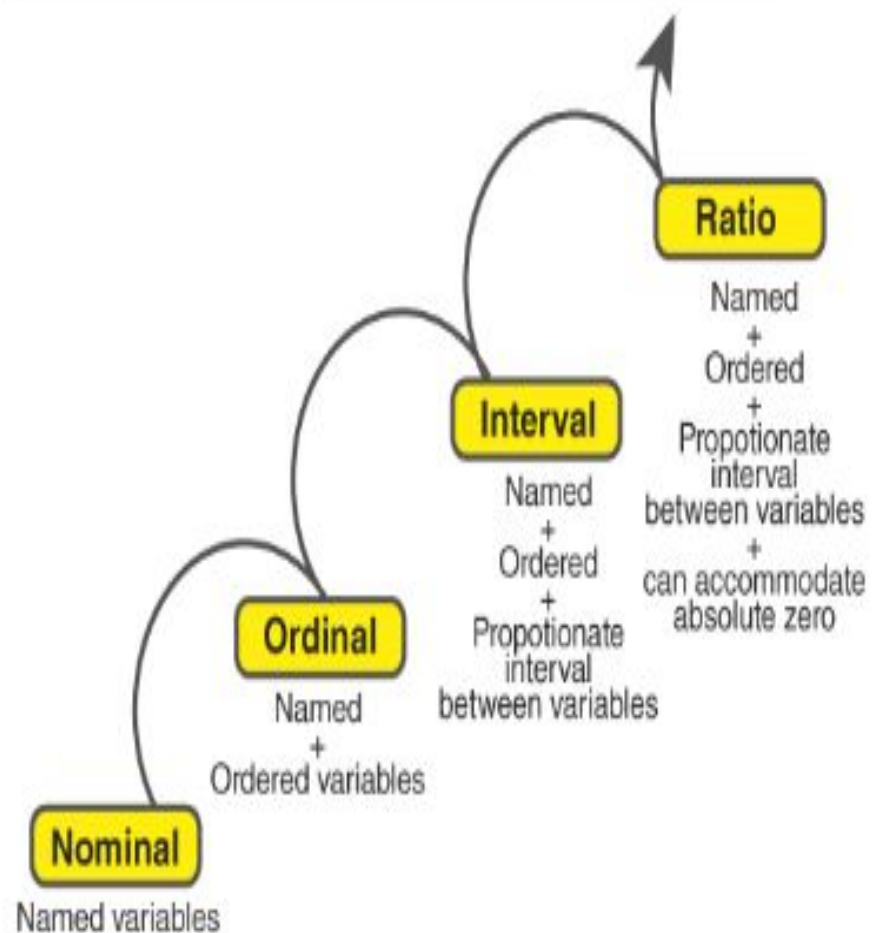 Ratio
Named
+
Ordered
+
Propotionate
interval
between variables
+
can accommodate
absolute zero
Interval
Named
+
Ordered
+
Propotionate
interval
between variables
Ordinal
Named
+
Ordered variables
Nominal
Named variables